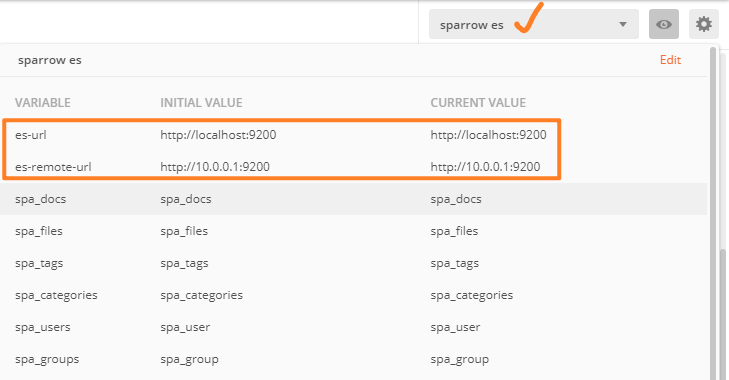 sparrow es
sparrow es Edit
VARIABLE INITIAL VALUE CURRENT VALUE
es-url http://localhost:9200 http://localhost:9200
es-remote-url http://10.0.0.1:9200 http://10.0.0.1:9200
spa_docs spa_docs spa_docs
spa_files spa_files spa_files
spa_tags spa_tags spa_tags
spa_categories spa_categories spa_categories
spa_users spa_user spa_user
spa_groups spa_group spa_group